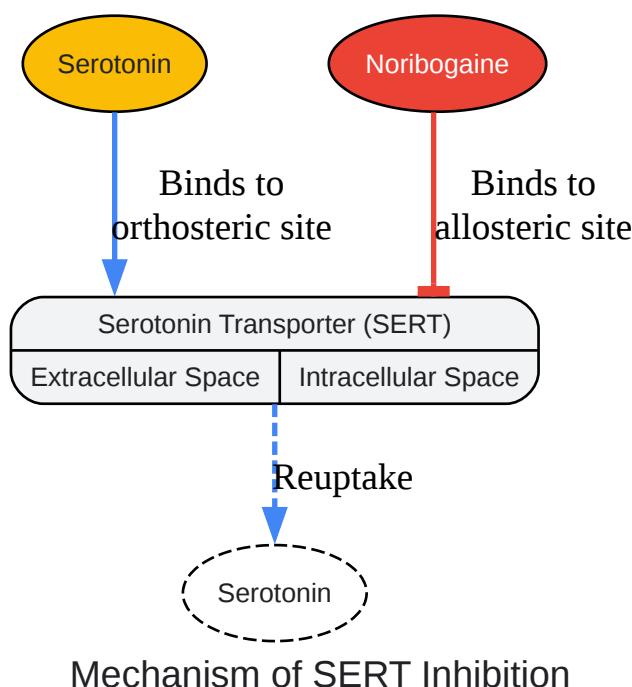 Serotonin
Noribogaine
Binds to
orthosteric site
Binds to
allosteric site
Serotonin Transporter (SERT)
Extracellular Space
Intracellular Space
Reuptake
Serotonin
Mechanism of SERT Inhibition